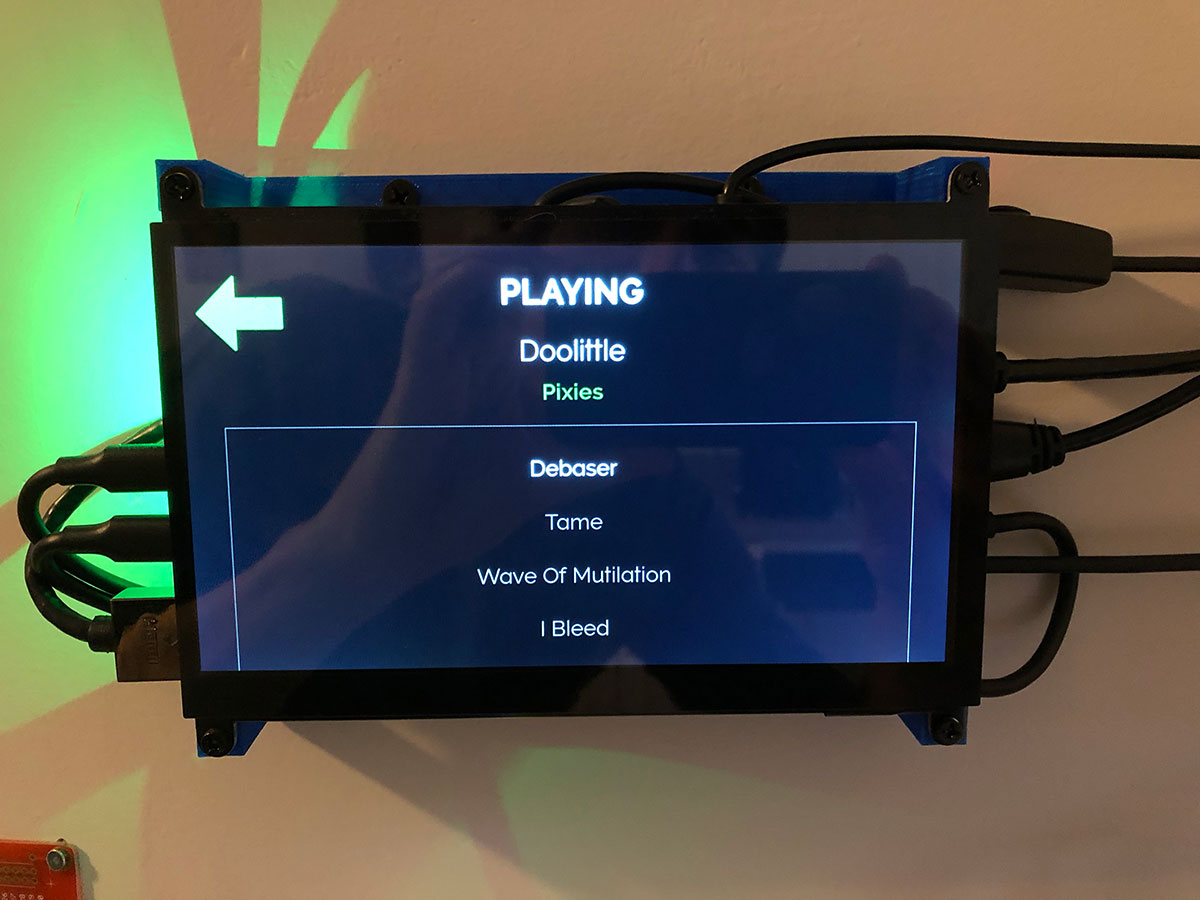 PLAYING
Doolittle
Pixies
Debaser
Tame
Wave Of Mutilation
I Bleed